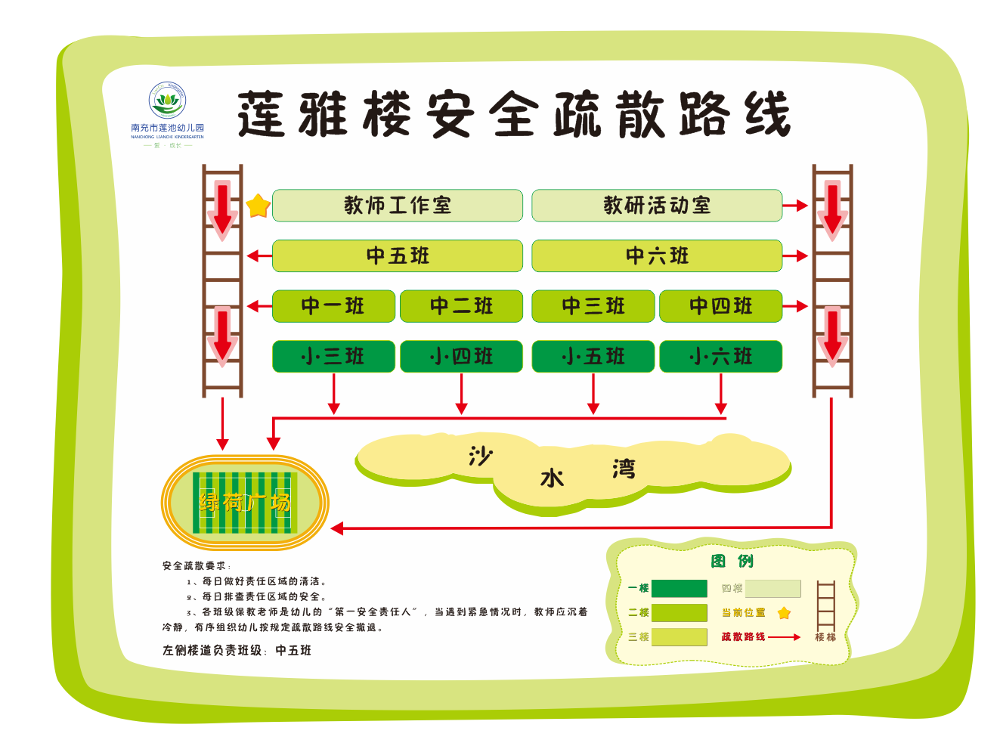 莲雅楼安全疏散路线
南充市莲池幼儿园
NANCHONG LIANCHI KINDERGARTEN
爱·成长
教师工作室 教研活动室
中五班 中六班
中一班 中二班 中三班 中四班
小三班 小四班 小五班 小六班
沙
水
湾
绿荷广场
安全疏散要求：
1、每日做好责任区域的清洁。
2、每日排查责任区域的安全。
3、各班级保教老师是幼儿的“第一安全责任人”，当遇到紧急情况时，教师应沉着
冷静，有序组织幼儿按规定疏散路线安全撤退。
左侧楼道负责班级：中五班
图例
一楼 四楼
二楼 当前位置
三楼 疏散路线 楼梯